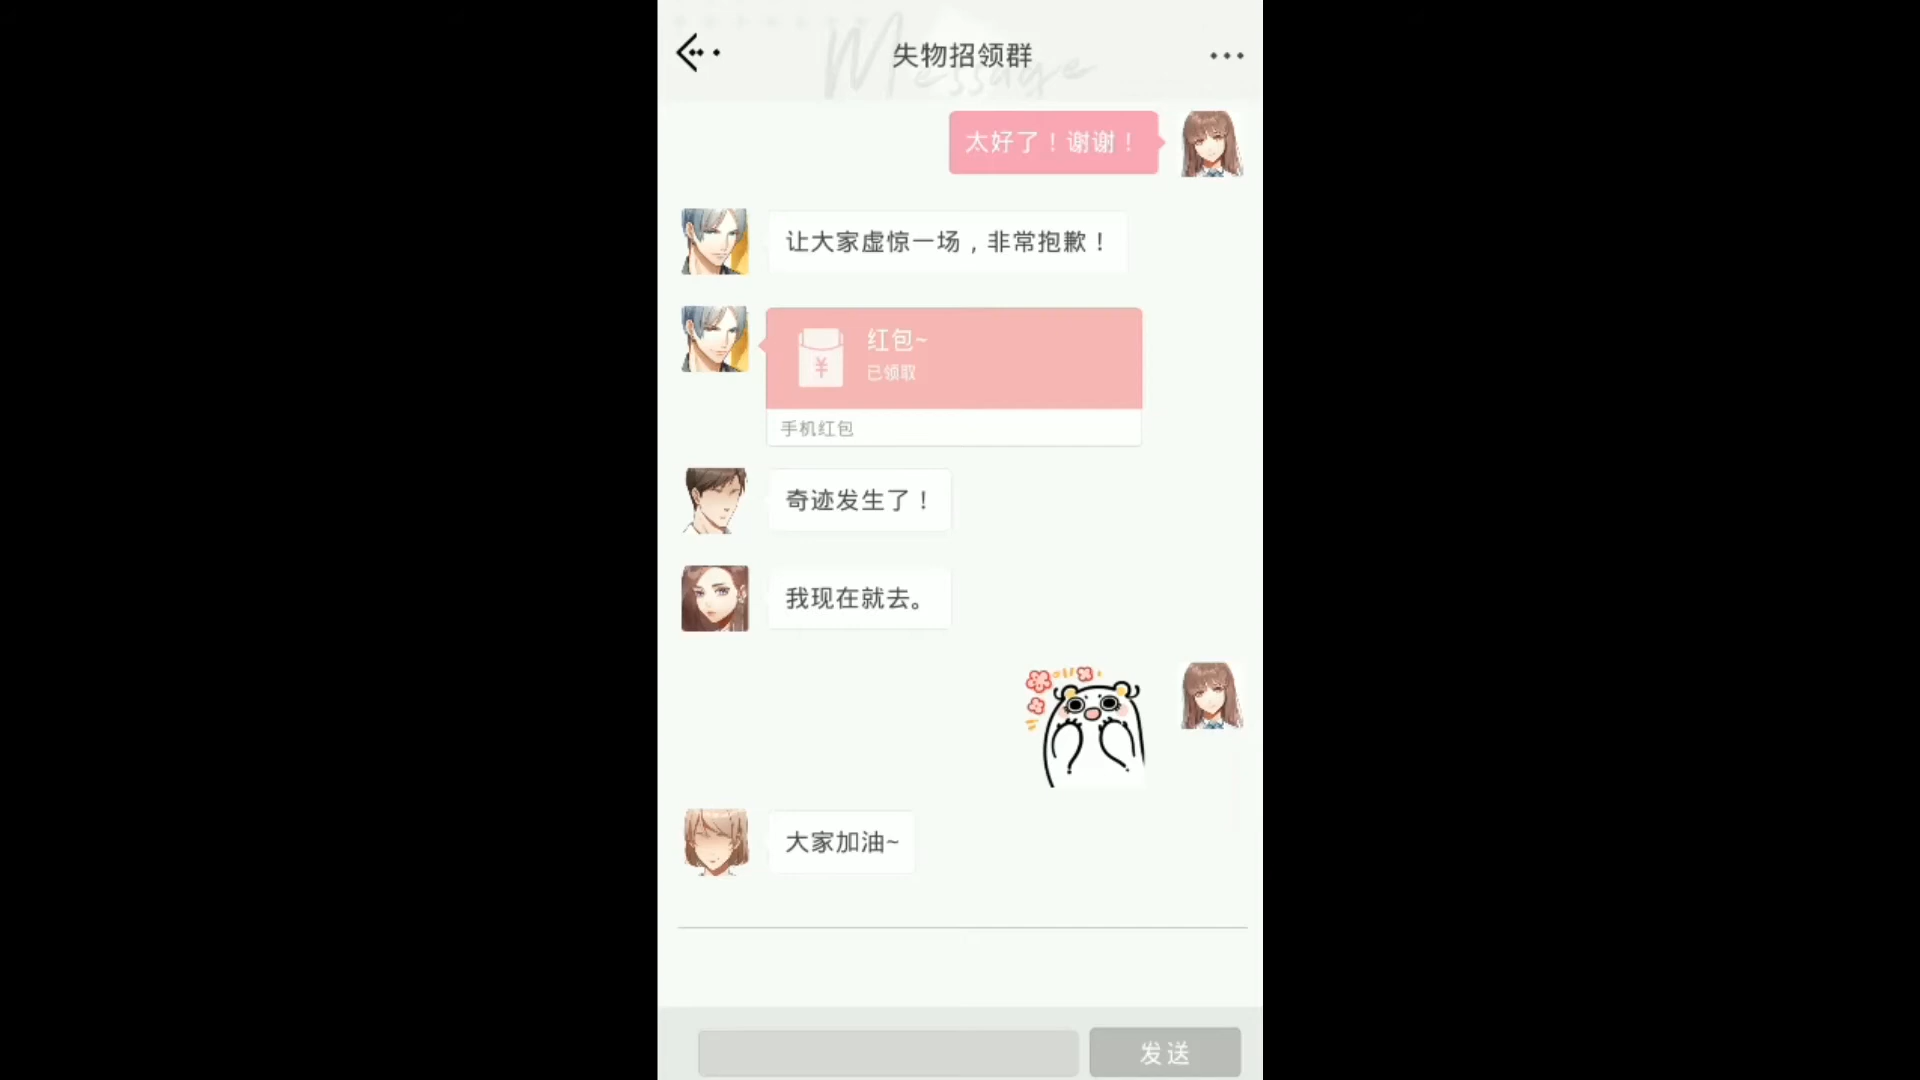 失物招领群
Message
太好了！谢谢！
让大家虚惊一场，非常抱歉！
红包~
已领取
手机红包
奇迹发生了！
我现在就去。
大家加油~
发送